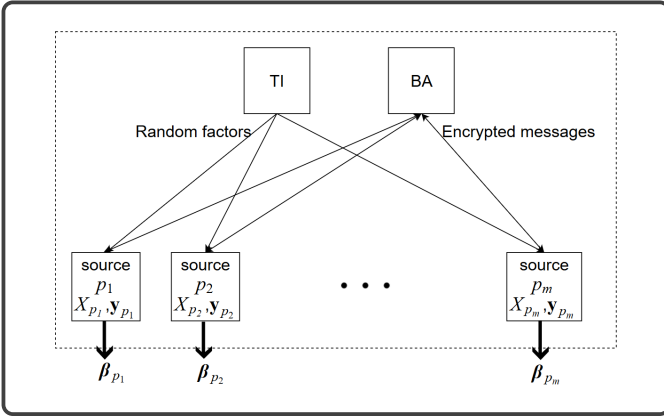 TI
BA
Random factors
Encrypted messages
source
p₁
Xₚ₁,yₚ₁
source
p₂
Xₚ₂,yₚ₂
• • •
source
pₘ
Xₚₘ,yₚₘ
βₚ₁
βₚ₂
βₚₘ